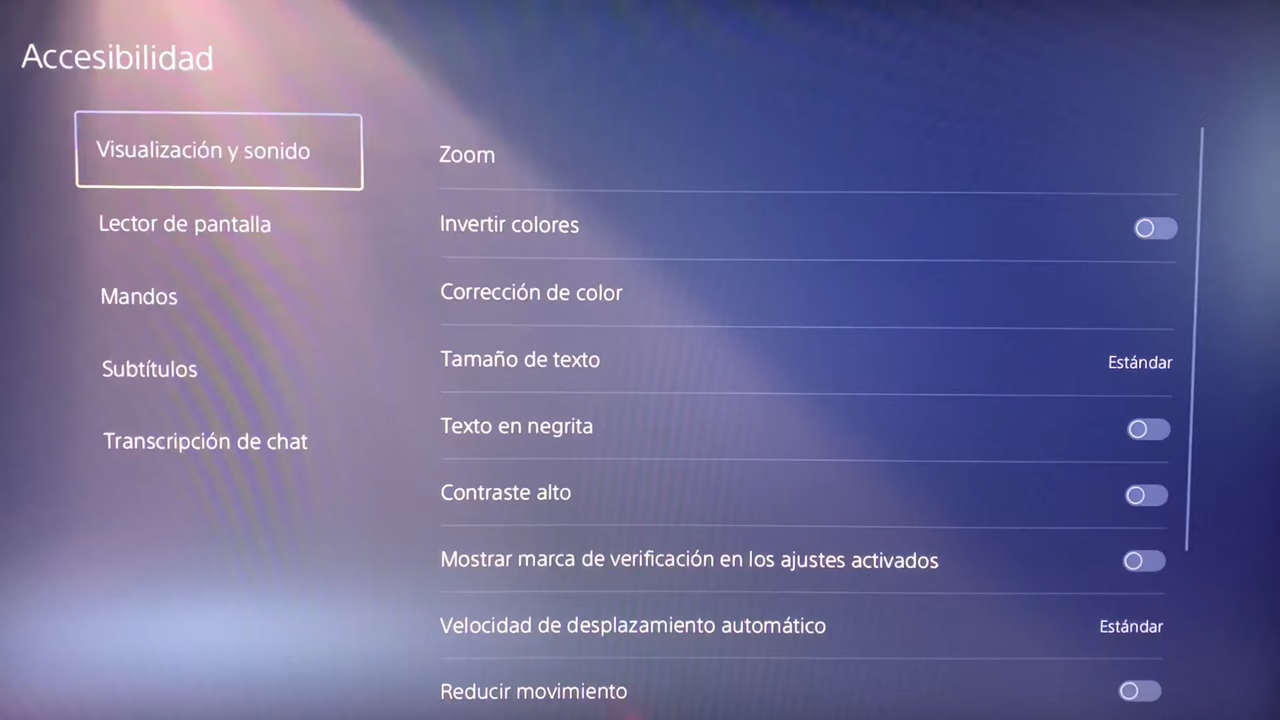 Accesibilidad
Visualización y sonido
Lector de pantalla
Mandos
Subtítulos
Transcripción de chat
Zoom
Invertir colores
Corrección de color
Tamaño de texto Estándar
Texto en negrita
Contraste alto
Mostrar marca de verificación en los ajustes activados
Velocidad de desplazamiento automático Estándar
Reducir movimiento